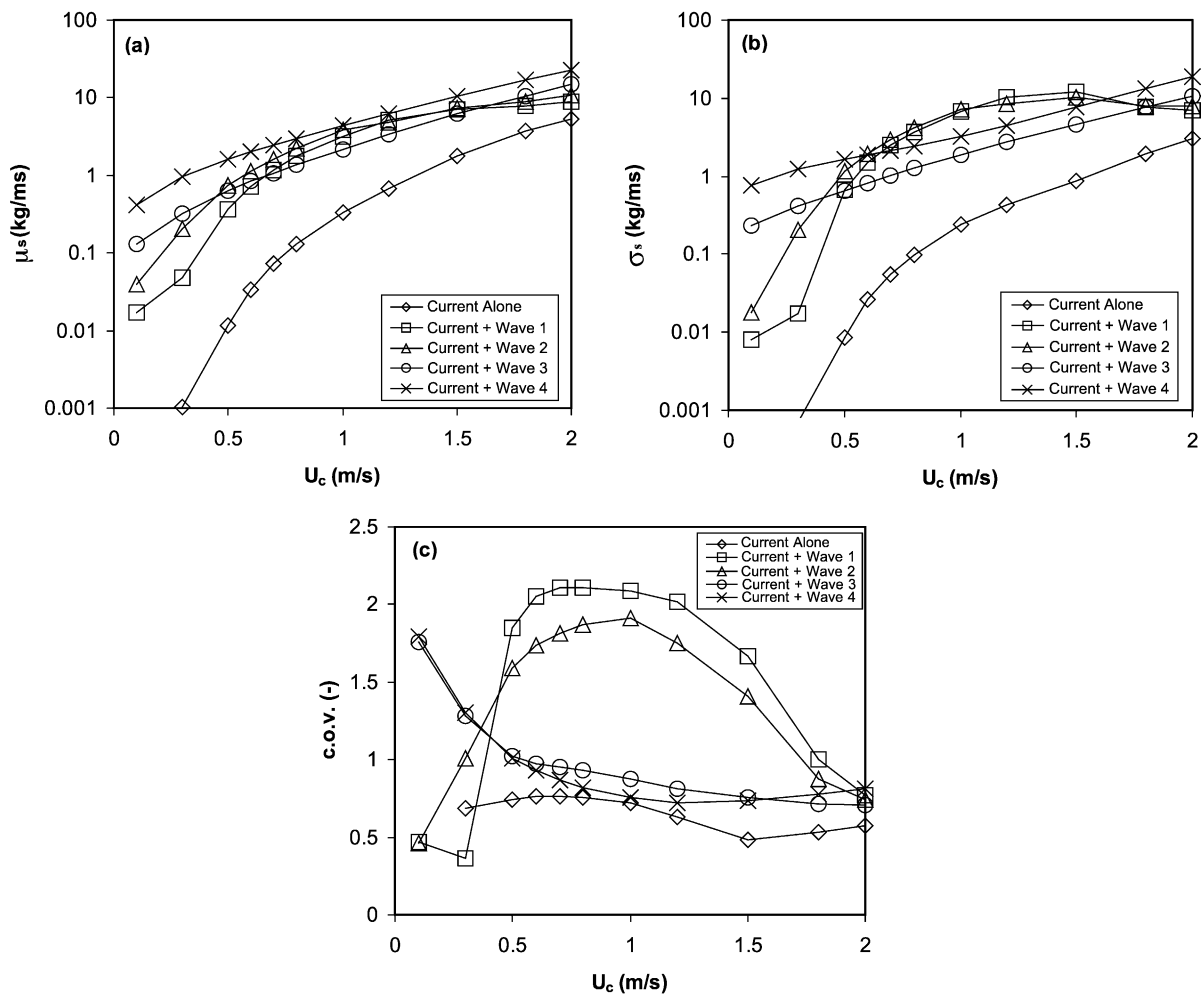 (a)
100
10
1
0.1
0.01
0.001
μs(kg/ms)
0 0.5 1 1.5 2
Uc (m/s)
Current Alone
Current + Wave 1
Current + Wave 2
Current + Wave 3
Current + Wave 4
(b)
100
10
1
0.1
0.01
0.001
σs (kg/ms)
0 0.5 1 1.5 2
Uc (m/s)
Current Alone
Current + Wave 1
Current + Wave 2
Current + Wave 3
Current + Wave 4
(c)
2.5
2
1.5
1
0.5
0
c.o.v. (-)
0 0.5 1 1.5 2
Uc (m/s)
Current Alone
Current + Wave 1
Current + Wave 2
Current + Wave 3
Current + Wave 4